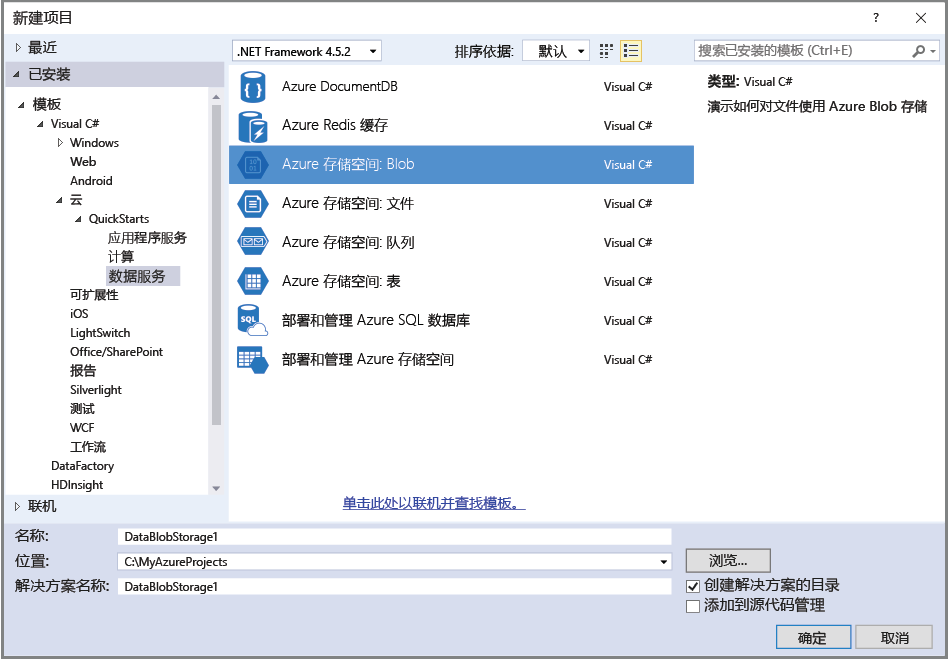 新建项目
?
最近
已安装
.NET Framework 4.5.2
排序依据:
默认
搜索已安装的模板 (Ctrl+E)
模板
Visual C#
Windows
Web
Android
云
QuickStarts
应用程序服务
计算
数据服务
可扩展性
iOS
LightSwitch
Office/SharePoint
报告
Silverlight
测试
WCF
工作流
DataFactory
HDInsight
联机
Azure DocumentDB Visual C#
Azure Redis 缓存 Visual C#
10
01
Azure 存储空间: Blob Visual C#
Azure 存储空间: 文件 Visual C#
Azure 存储空间: 队列 Visual C#
Azure 存储空间: 表 Visual C#
SQL
部署和管理 Azure SQL 数据库 Visual C#
部署和管理 Azure 存储空间 Visual C#
单击此处以联机并查找模板。
类型: Visual C#
演示如何对文件使用 Azure Blob 存储
名称: DataBlobStorage1
位置: C:\MyAzureProjects
浏览...
解决方案名称: DataBlobStorage1
创建解决方案的目录
添加到源代码管理
确定
取消